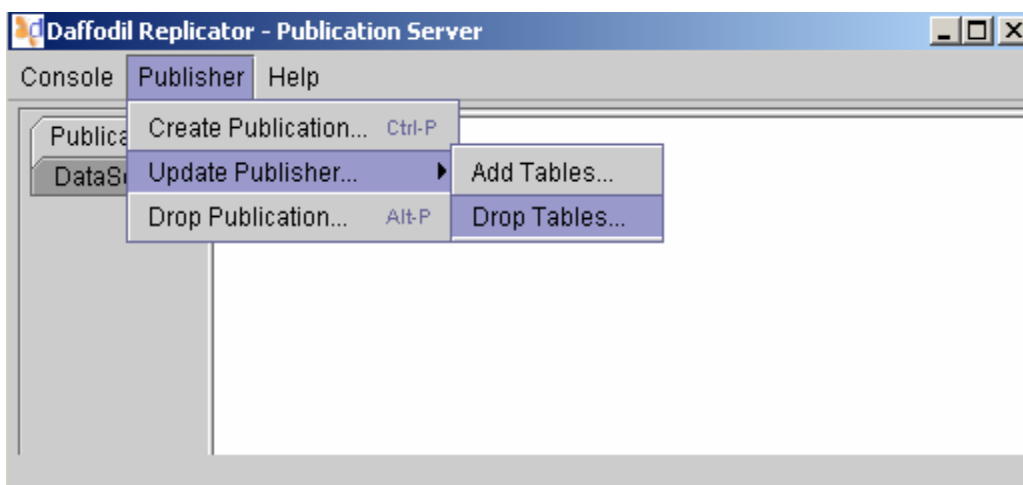 Daffodil Replicator - Publication Server
Console Publisher Help
Create Publication... Ctrl-P
Update Publisher... Add Tables...
Drop Publication... Alt-P Drop Tables...